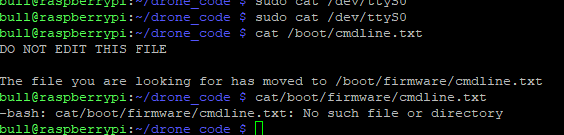 bull@raspberrypi:~/drone_code $ sudo cat /dev/ttyS0
bull@raspberrypi:~/drone_code $ sudo cat /dev/ttyS0
bull@raspberrypi:~/drone_code $ cat /boot/cmdline.txt
DO NOT EDIT THIS FILE
The file you are looking for has moved to /boot/firmware/cmdline.txt
bull@raspberrypi:~/drone_code $ cat/boot/firmware/cmdline.txt
-bash: cat/boot/firmware/cmdline.txt: No such file or directory
bull@raspberrypi:~/drone_code $